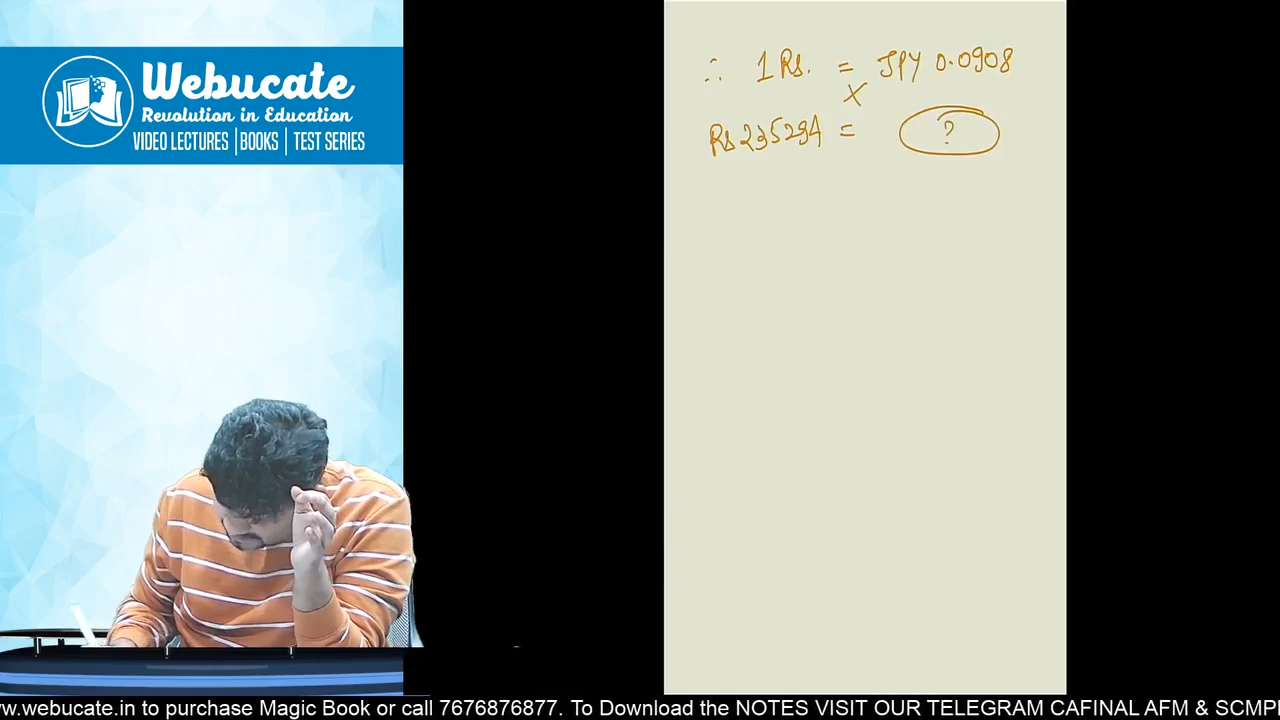 Webucate
Revolution in Education
VIDEO LECTURES | BOOKS | TEST SERIES
∴ 1 Rs. = JPY 0.0908
X
Rs 235294 = ?
ww.webucate.in to purchase Magic Book or call 7676876877. To Download the NOTES VISIT OUR TELEGRAM CAFINAL AFM & SCMP